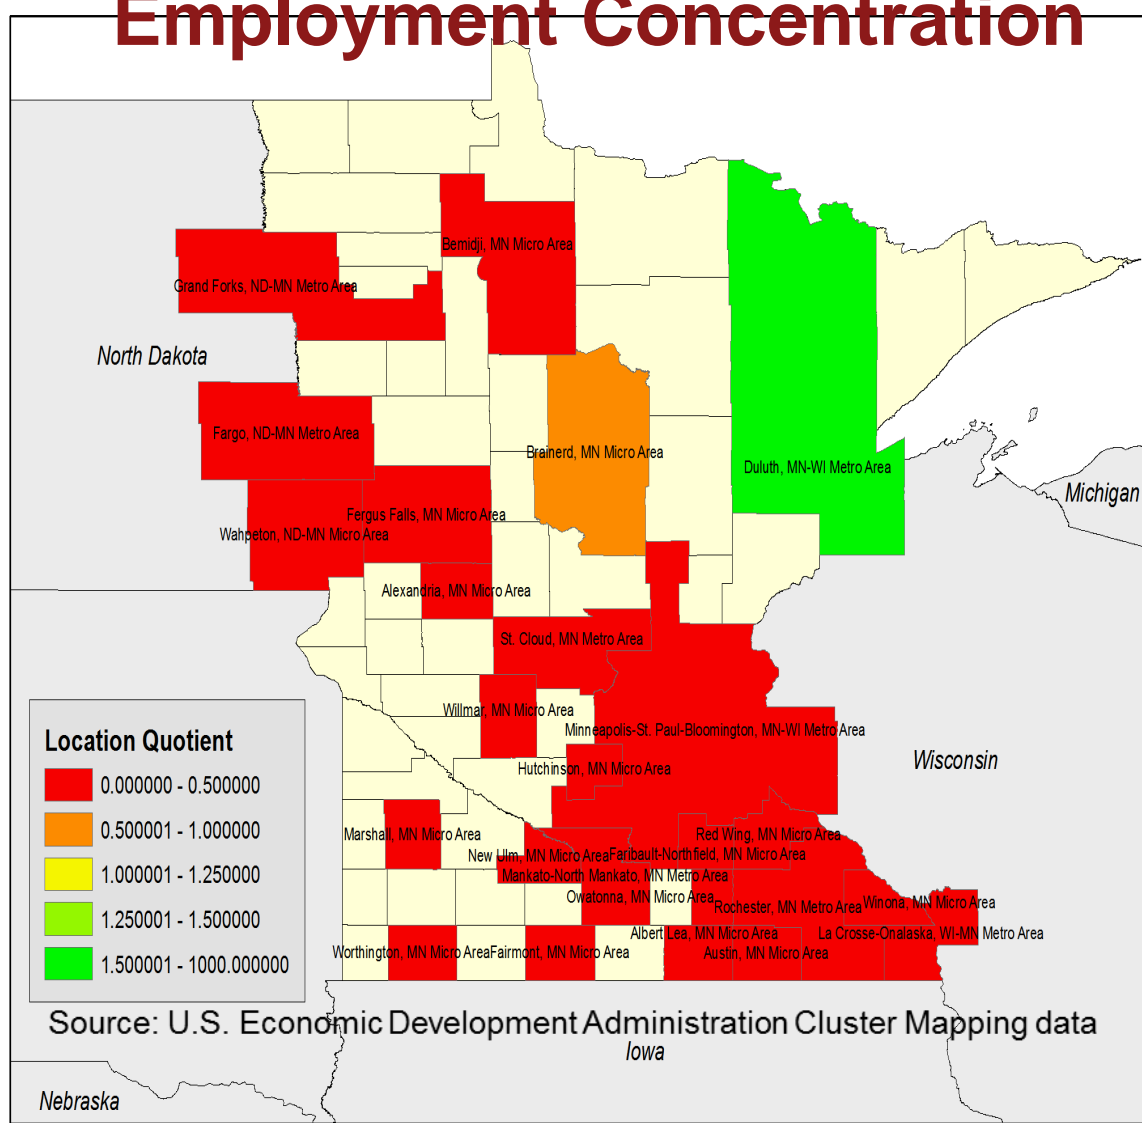 Employment Concentration
Bemidji, MN Micro Area
Grand Forks, ND-MN Metro Area
North Dakota
Fargo, ND-MN Metro Area
Brainerd, MN Micro Area
Duluth, MN-WI Metro Area
Michigan
Fergus Falls, MN Micro Area
Wahpeton, ND-MN Micro Area
Alexandria, MN Micro Area
St. Cloud, MN Metro Area
Willmar, MN Micro Area
Minneapolis-St. Paul-Bloomington, MN-WI Metro Area
Wisconsin
Hutchinson, MN Micro Area
Marshall, MN Micro Area
Red Wing, MN Micro Area
New Ulm, MN Micro Area
Faribault-Northfield, MN Micro Area
Mankato-North Mankato, MN Metro Area
Owatonna, MN Micro Area
Rochester, MN Metro Area
Winona, MN Micro Area
Albert Lea, MN Micro Area
La Crosse-Onalaska, WI-MN Metro Area
Worthington, MN Micro Area
Fairmont, MN Micro Area
Austin, MN Micro Area
Location Quotient
0.000000 - 0.500000
0.500001 - 1.000000
1.000001 - 1.250000
1.250001 - 1.500000
1.500001 - 1000.000000
Source: U.S. Economic Development Administration Cluster Mapping data
Iowa
Nebraska